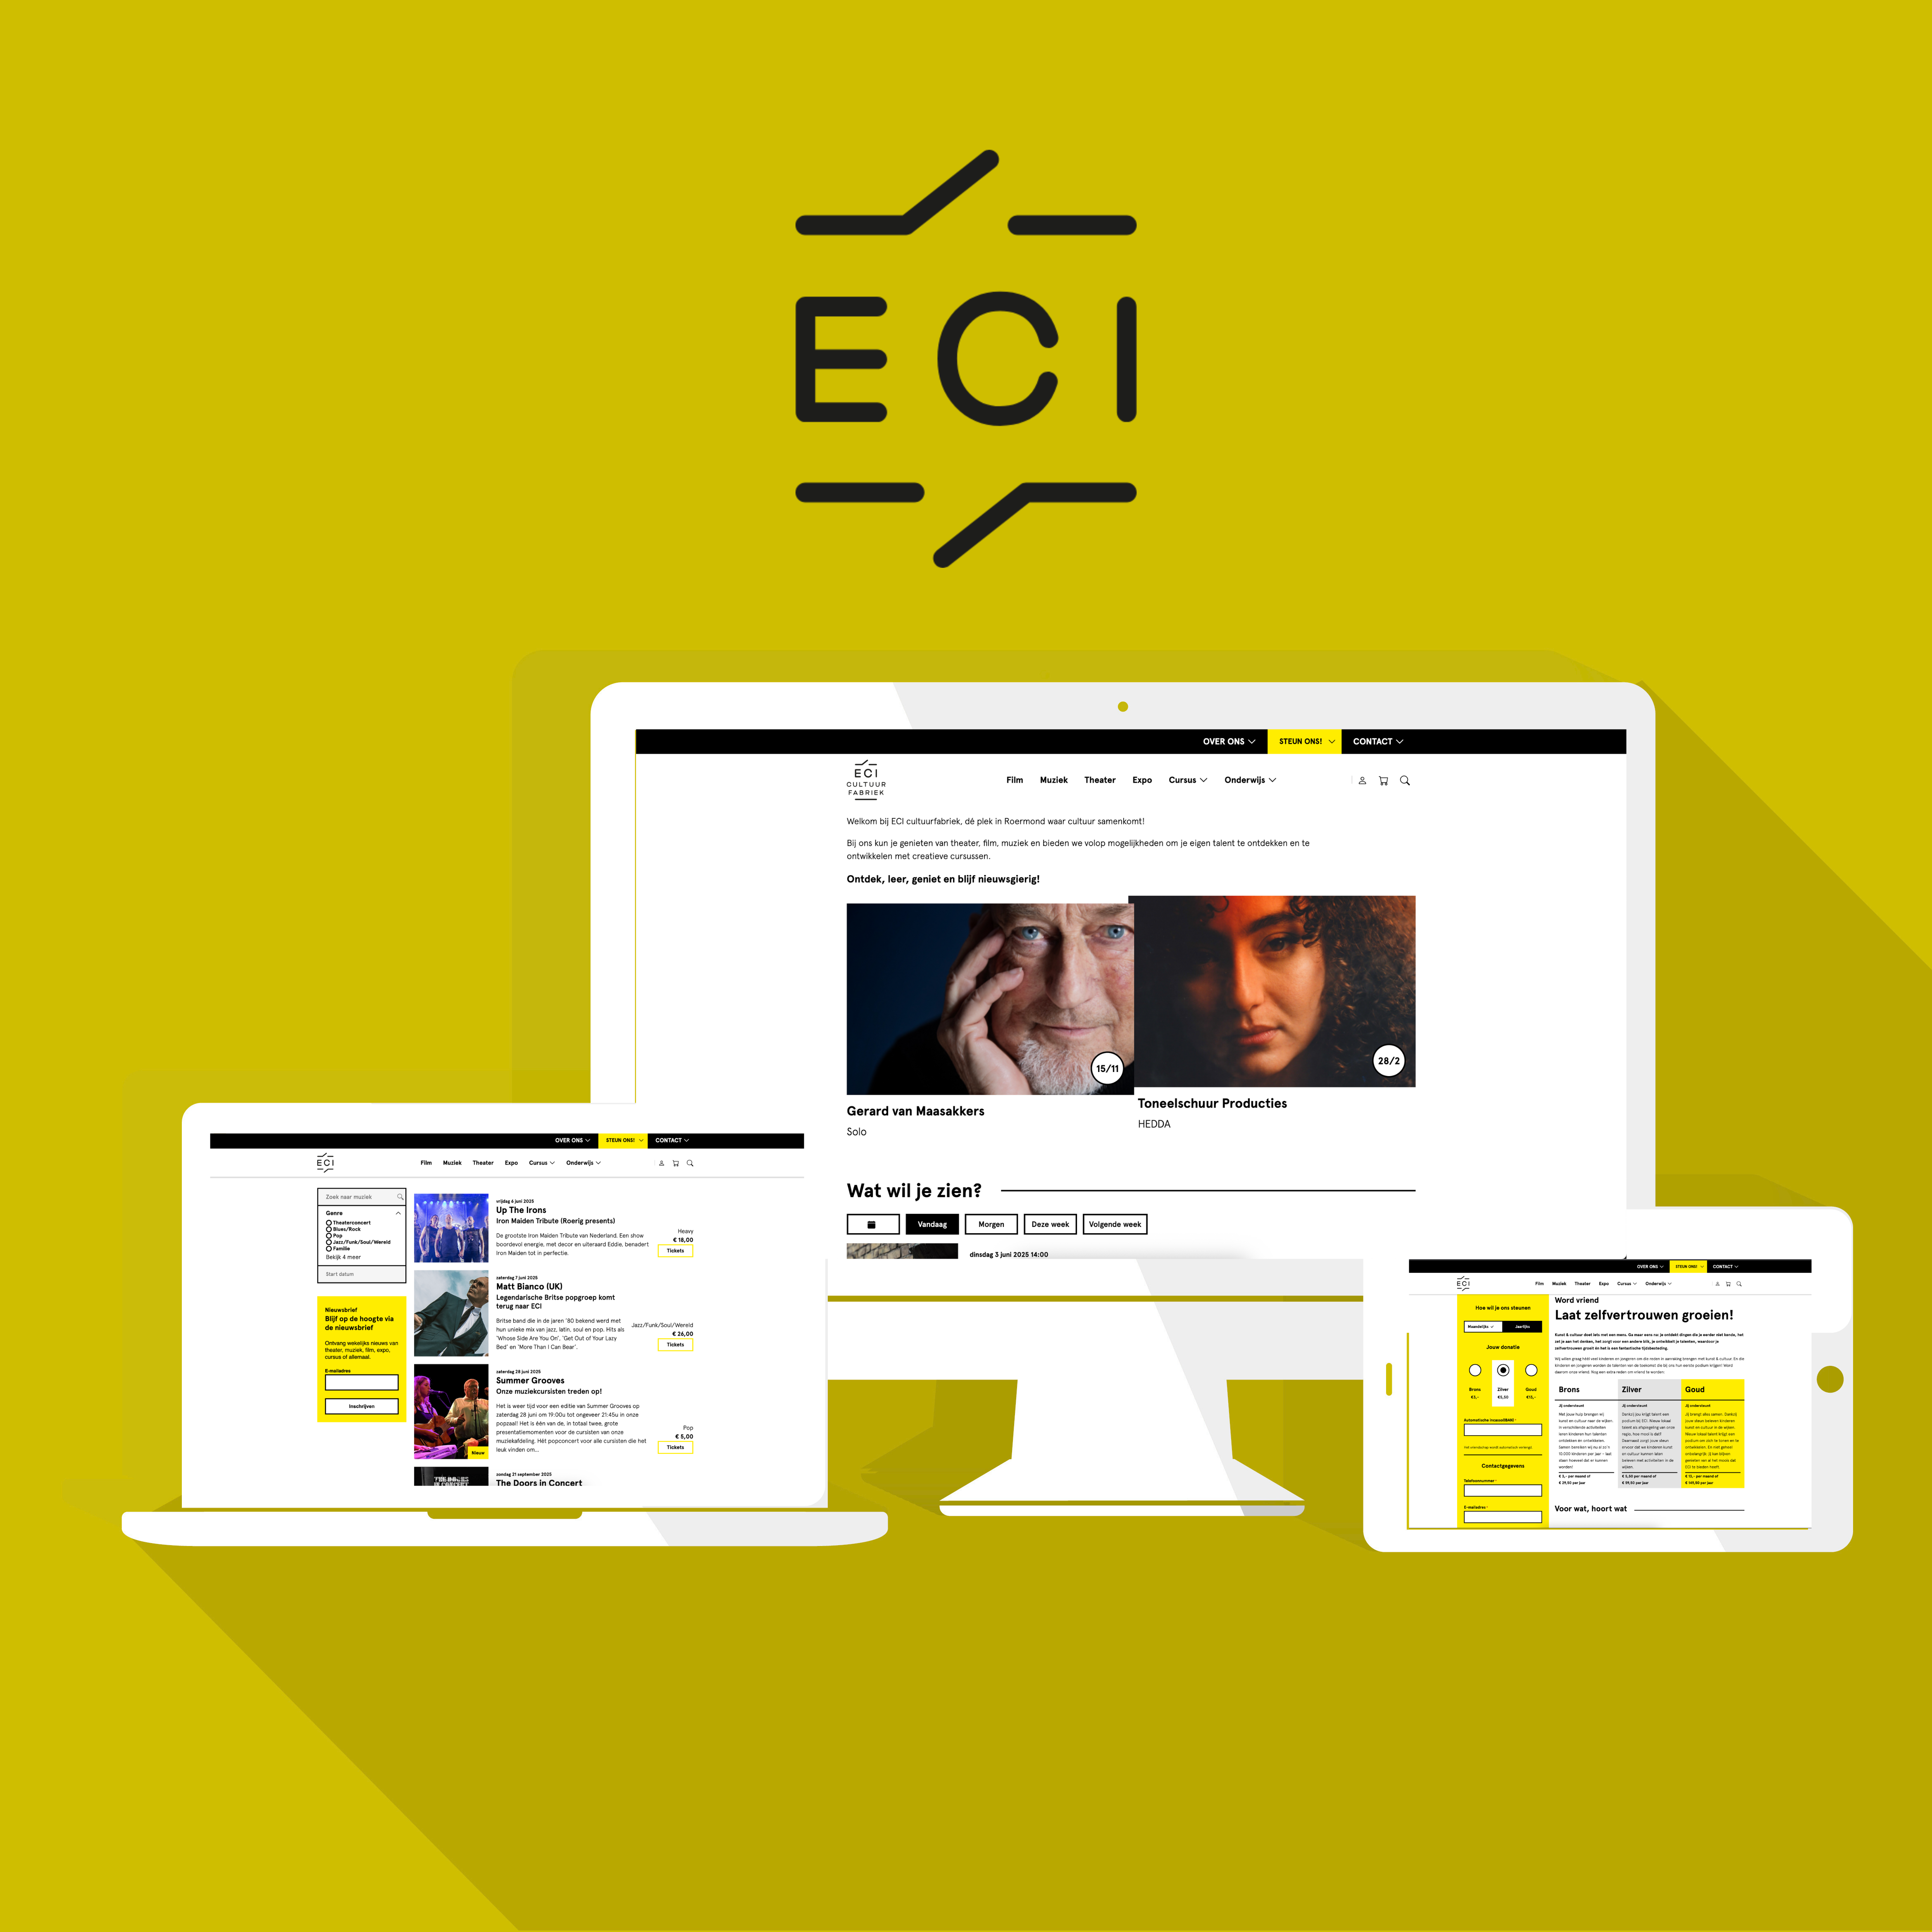 ECI
OVER ONS
STEUN ONS!
CONTACT
ECI
CULTUUR
FABRIEK
Film Muziek Theater Expo Cursus Onderwijs
Welkom bij ECI cultuurfabriek, dé plek in Roermond waar cultuur samenkomt!
Bij ons kun je genieten van theater, film, muziek en bieden we volop mogelijkheden om je eigen talent te ontdekken en te
ontwikkelen met creatieve cursussen.
Ontdek, leer, geniet en blijf nieuwsgierig!
15/11
28/2
Gerard van Maasakkers
Solo
Toneelschuur Producties
HEDDA
Wat wil je zien?
Vandaag Morgen Deze week Volgende week
dinsdag 3 juni 2025 14:00
OVER ONS STEUN ONS! CONTACT
ECI
Film Muziek Theater Expo Cursus Onderwijs
Zoek naar muziek
Genre
Theaterconcert
Blues/Rock
Pop
Jazz/Funk/Soul/Wereld
Familie
Bekijk 4 meer
Start datum
Nieuwsbrief
Blijf op de hoogte via
de nieuwsbrief
Ontvang wekelijks nieuws van
theater, muziek, film, expo,
cursus of allemaal.
E-mailadres
Inschrijven
vrijdag 6 juni 2025
Up The Irons
Iron Maiden Tribute (Roerig presents)
De grootste Iron Maiden Tribute van Nederland. Een show
boordevol energie, met decor en uiteraard Eddie, benadert
Iron Maiden tot in perfectie.
Heavy
€ 18,00
Tickets
zaterdag 7 juni 2025
Matt Bianco (UK)
Legendarische Britse popgroep komt
terug naar ECI
Britse band die in de jaren '80 bekend werd met
hun unieke mix van jazz, latin, soul en pop. Hits als
'Whose Side Are You On', 'Get Out of Your Lazy
Bed' en 'More Than I Can Bear'.
Jazz/Funk/Soul/Wereld
€ 26,00
Tickets
zaterdag 28 juni 2025
Summer Grooves
Onze muziekcursisten treden op!
Het is weer tijd voor een editie van Summer Grooves op
zaterdag 28 juni om 19:00u tot ongeveer 21:45u in onze
popzaal! Het is één van de, in totaal twee, grote
presentatiemomenten voor de cursisten van onze
muziekafdeling. Hét popconcert voor alle cursisten die het
leuk vinden om...
Nieuw
Pop
€ 5,00
Tickets
zondag 21 september 2025
The Doors in Concert
OVER ONS STEUN ONS! CONTACT
ECI
Film Muziek Theater Expo Cursus Onderwijs
Hoe wil je ons steunen
Maandelijks Jaarlijks
Jouw donatie
Brons Zilver Goud
Contactgegevens
Telefoonnummer
E-mailadres
Word vriend
Laat zelfvertrouwen groeien!
Brons Zilver Goud
Jij ondersteunt Jij ondersteunt Jij ondersteunt
Voor wat, hoort wat